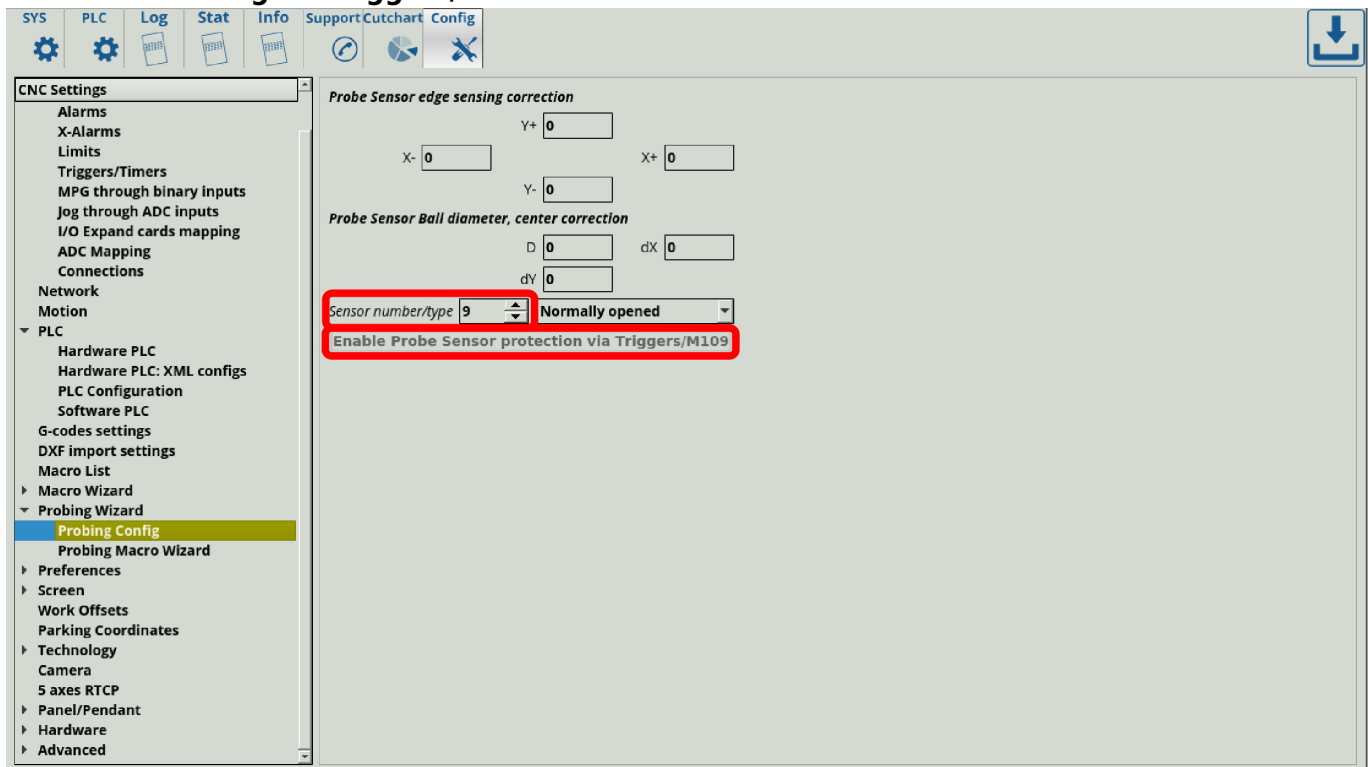 SYS PLC Log Stat Info Support Cutchart Config
CNC Settings
Alarms
X-Alarms
Limits
Triggers/Timers
MPG through binary inputs
Jog through ADC inputs
I/O Expand cards mapping
ADC Mapping
Connections
Network
Motion
PLC
Hardware PLC
Hardware PLC: XML configs
PLC Configuration
Software PLC
G-codes settings
DXF import settings
Macro List
Macro Wizard
Probing Wizard
Probing Config
Probing Macro Wizard
Preferences
Screen
Work Offsets
Parking Coordinates
Technology
Camera
5 axes RTCP
Panel/Pendant
Hardware
Advanced
Probe Sensor edge sensing correction
Y+ 0
X- 0 X+ 0
Y- 0
Probe Sensor Ball diameter, center correction
D 0 dX 0
dY 0
Sensor number/type 9 Normally opened
Enable Probe Sensor protection via Triggers/M109